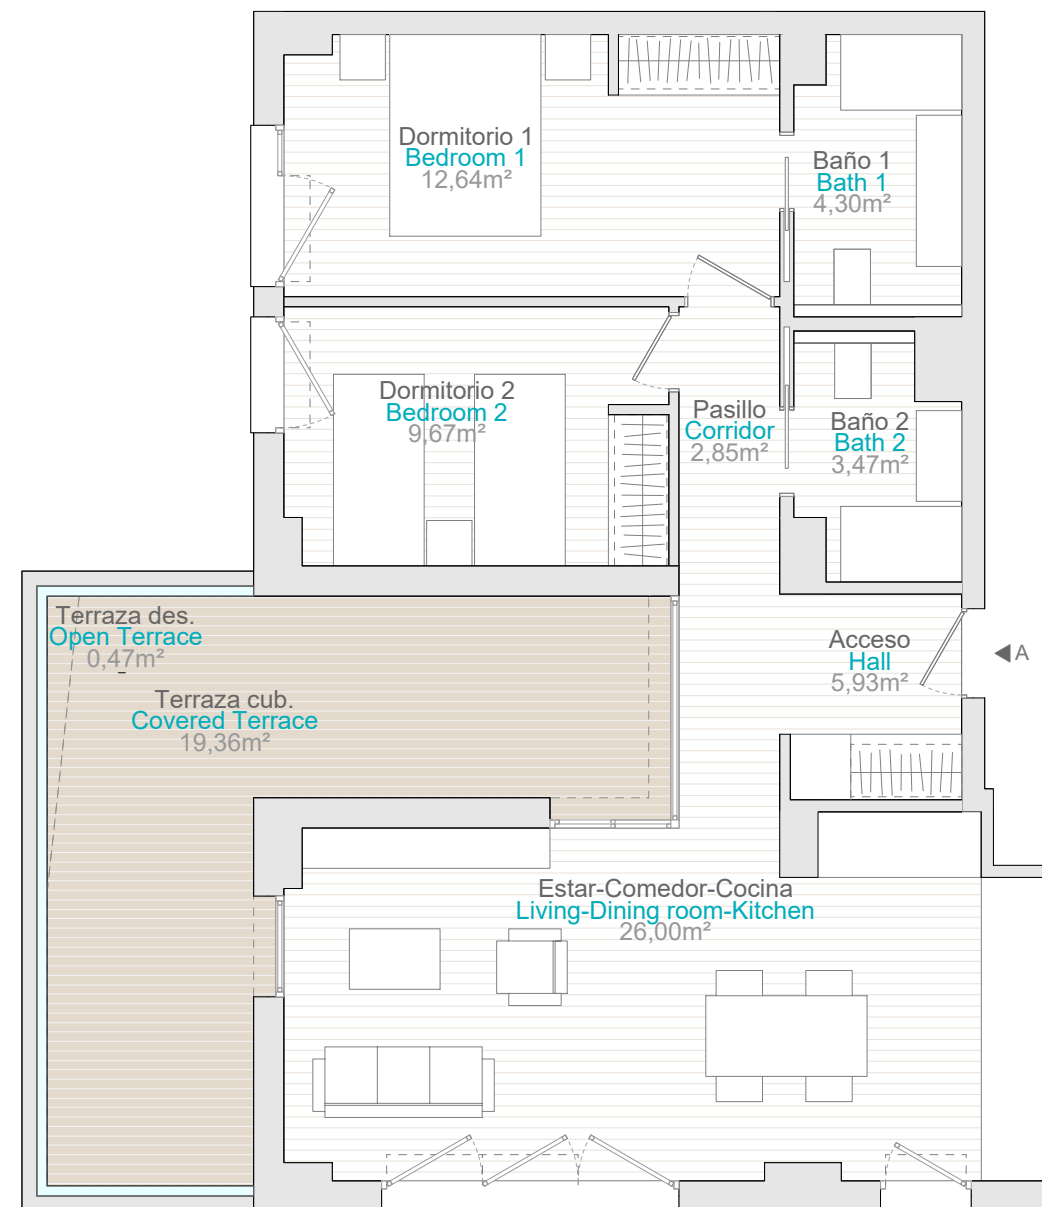 Dormitorio 1
Bedroom 1
12,64m²
Baño 1
Bath 1
4,30m²
Dormitorio 2
Bedroom 2
9,67m²
Pasillo
Corridor
2,85m²
Baño 2
Bath 2
3,47m²
Terraza des.
Open Terrace
0,47m²
Terraza cub.
Covered Terrace
19,36m²
Acceso
Hall
5,93m²
A
Estar-Comedor-Cocina
Living-Dining room-Kitchen
26,00m²